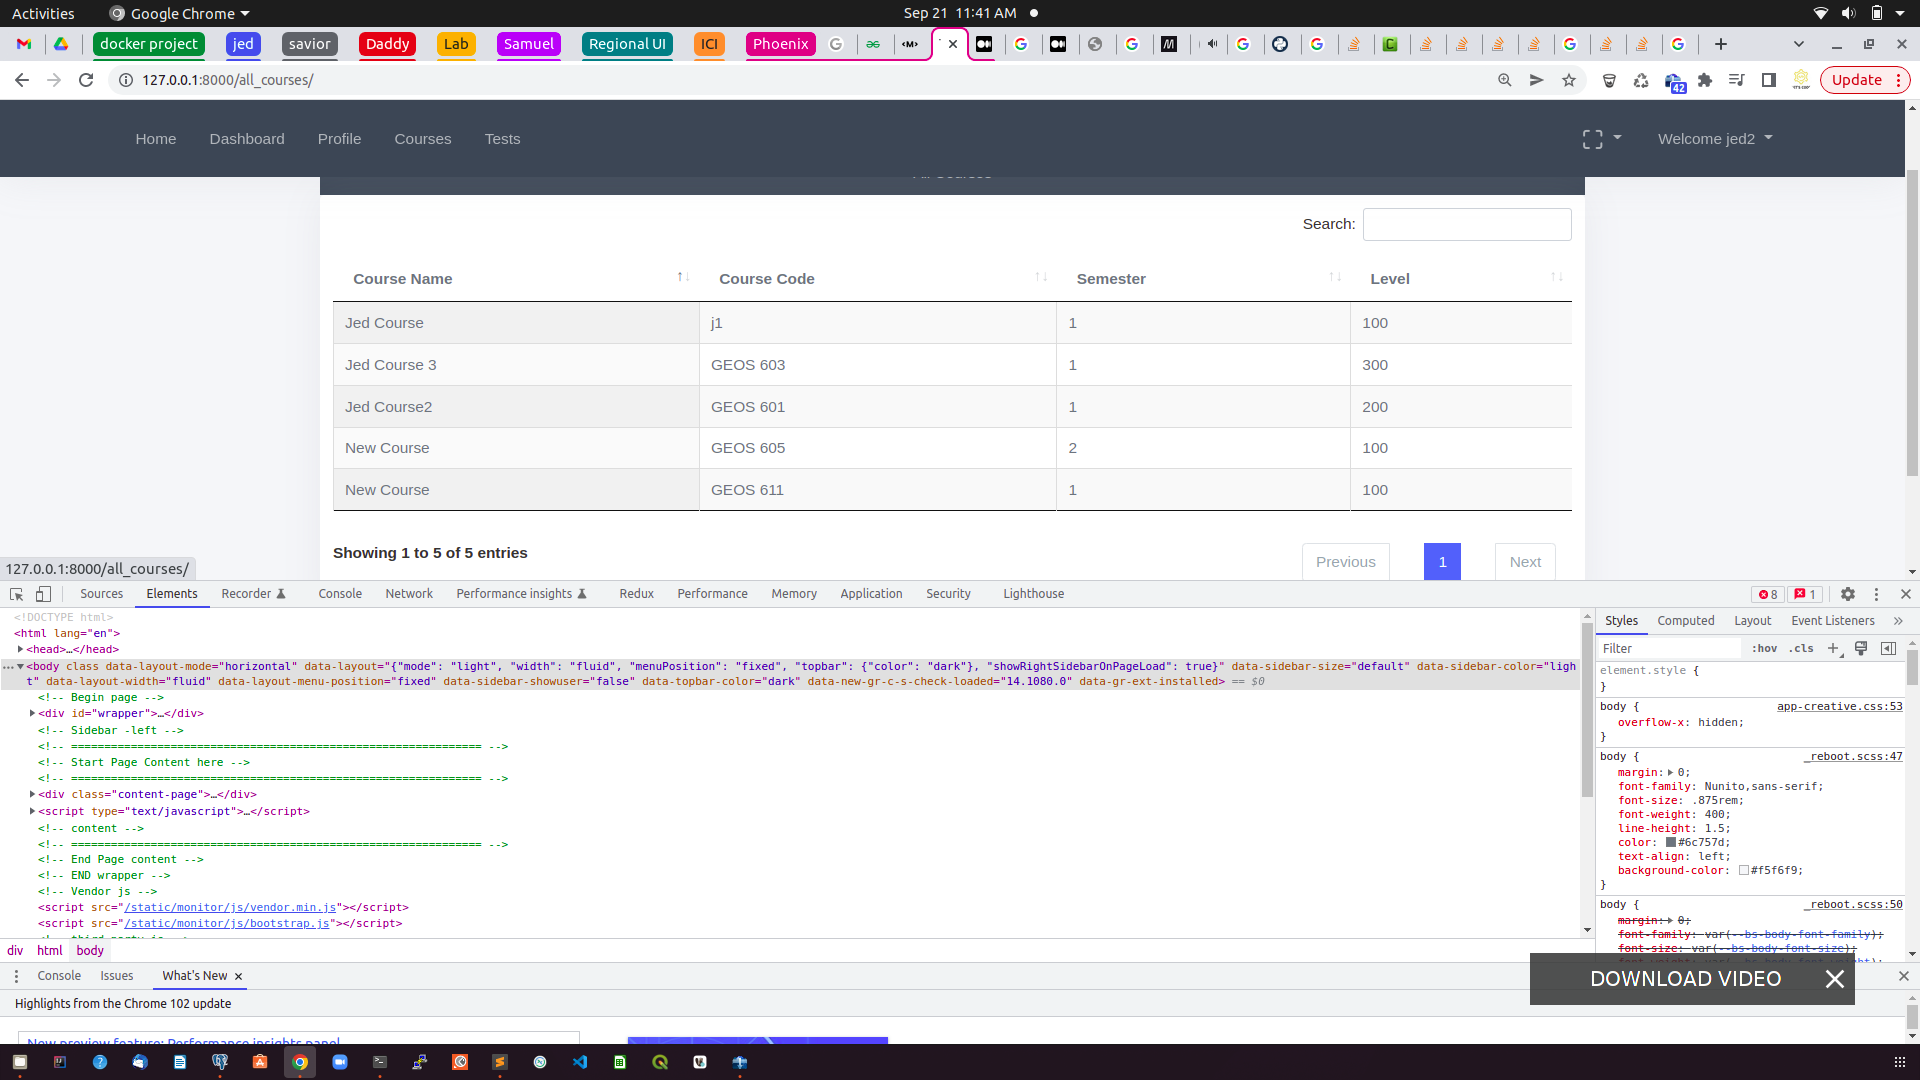 Activities Google Chrome Sep 21 11:41 AM
docker project jed savior Daddy Lab Samuel Regional UI ICI Phoenix
127.0.0.1:8000/all_courses/ 42 Update
Home Dashboard Profile Courses Tests Welcome jed2
All Courses
Search:
Course Name Course Code Semester Level
Jed Course j1 1 100
Jed Course 3 GEOS 603 1 300
Jed Course2 GEOS 601 1 200
New Course GEOS 605 2 100
New Course GEOS 611 1 100
Showing 1 to 5 of 5 entries Previous 1 Next
127.0.0.1:8000/all_courses/
Sources Elements Recorder Console Network Performance insights Redux Performance Memory Application Security Lighthouse 8 1
<!DOCTYPE html>
<html lang="en">
<head>…</head>
<body class data-layout-mode="horizontal" data-layout="{"mode": "light", "width": "fluid", "menuPosition": "fixed", "topbar": {"color": "dark"}, "showRightSidebarOnPageLoad": true}" data-sidebar-size="default" data-sidebar-color="ligh
t" data-layout-width="fluid" data-layout-menu-position="fixed" data-sidebar-showuser="false" data-topbar-color="dark" data-new-gr-c-s-check-loaded="14.1080.0" data-gr-ext-installed> == $0
<!-- Begin page -->
<div id="wrapper">…</div>
<!-- Sidebar -left -->
<!-- ============================================================== -->
<!-- Start Page Content here -->
<!-- ============================================================== -->
<div class="content-page">…</div>
<script type="text/javascript">…</script>
<!-- content -->
<!-- ============================================================== -->
<!-- End Page content -->
<!-- END wrapper -->
<!-- Vendor js -->
<script src="/static/monitor/js/vendor.min.js"></script>
<script src="/static/monitor/js/bootstrap.js"></script>
<!-- third party js -->
div html body
Styles Computed Layout Event Listeners
Filter :hov .cls
element.style {
}
body { app-creative.css:53
overflow-x: hidden;
}
body { _reboot.scss:47
margin: 0;
font-family: Nunito,sans-serif;
font-size: .875rem;
font-weight: 400;
line-height: 1.5;
color: #6c757d;
text-align: left;
background-color: #f5f6f9;
}
body { _reboot.scss:50
margin: 0;
font-family: var(--bs-body-font-family);
font-size: var(--bs-body-font-size);
font-weight: var(--bs-body-font-weight);
DOWNLOAD VIDEO
Console Issues What's New
Highlights from the Chrome 102 update
New preview feature: Performance insights panel